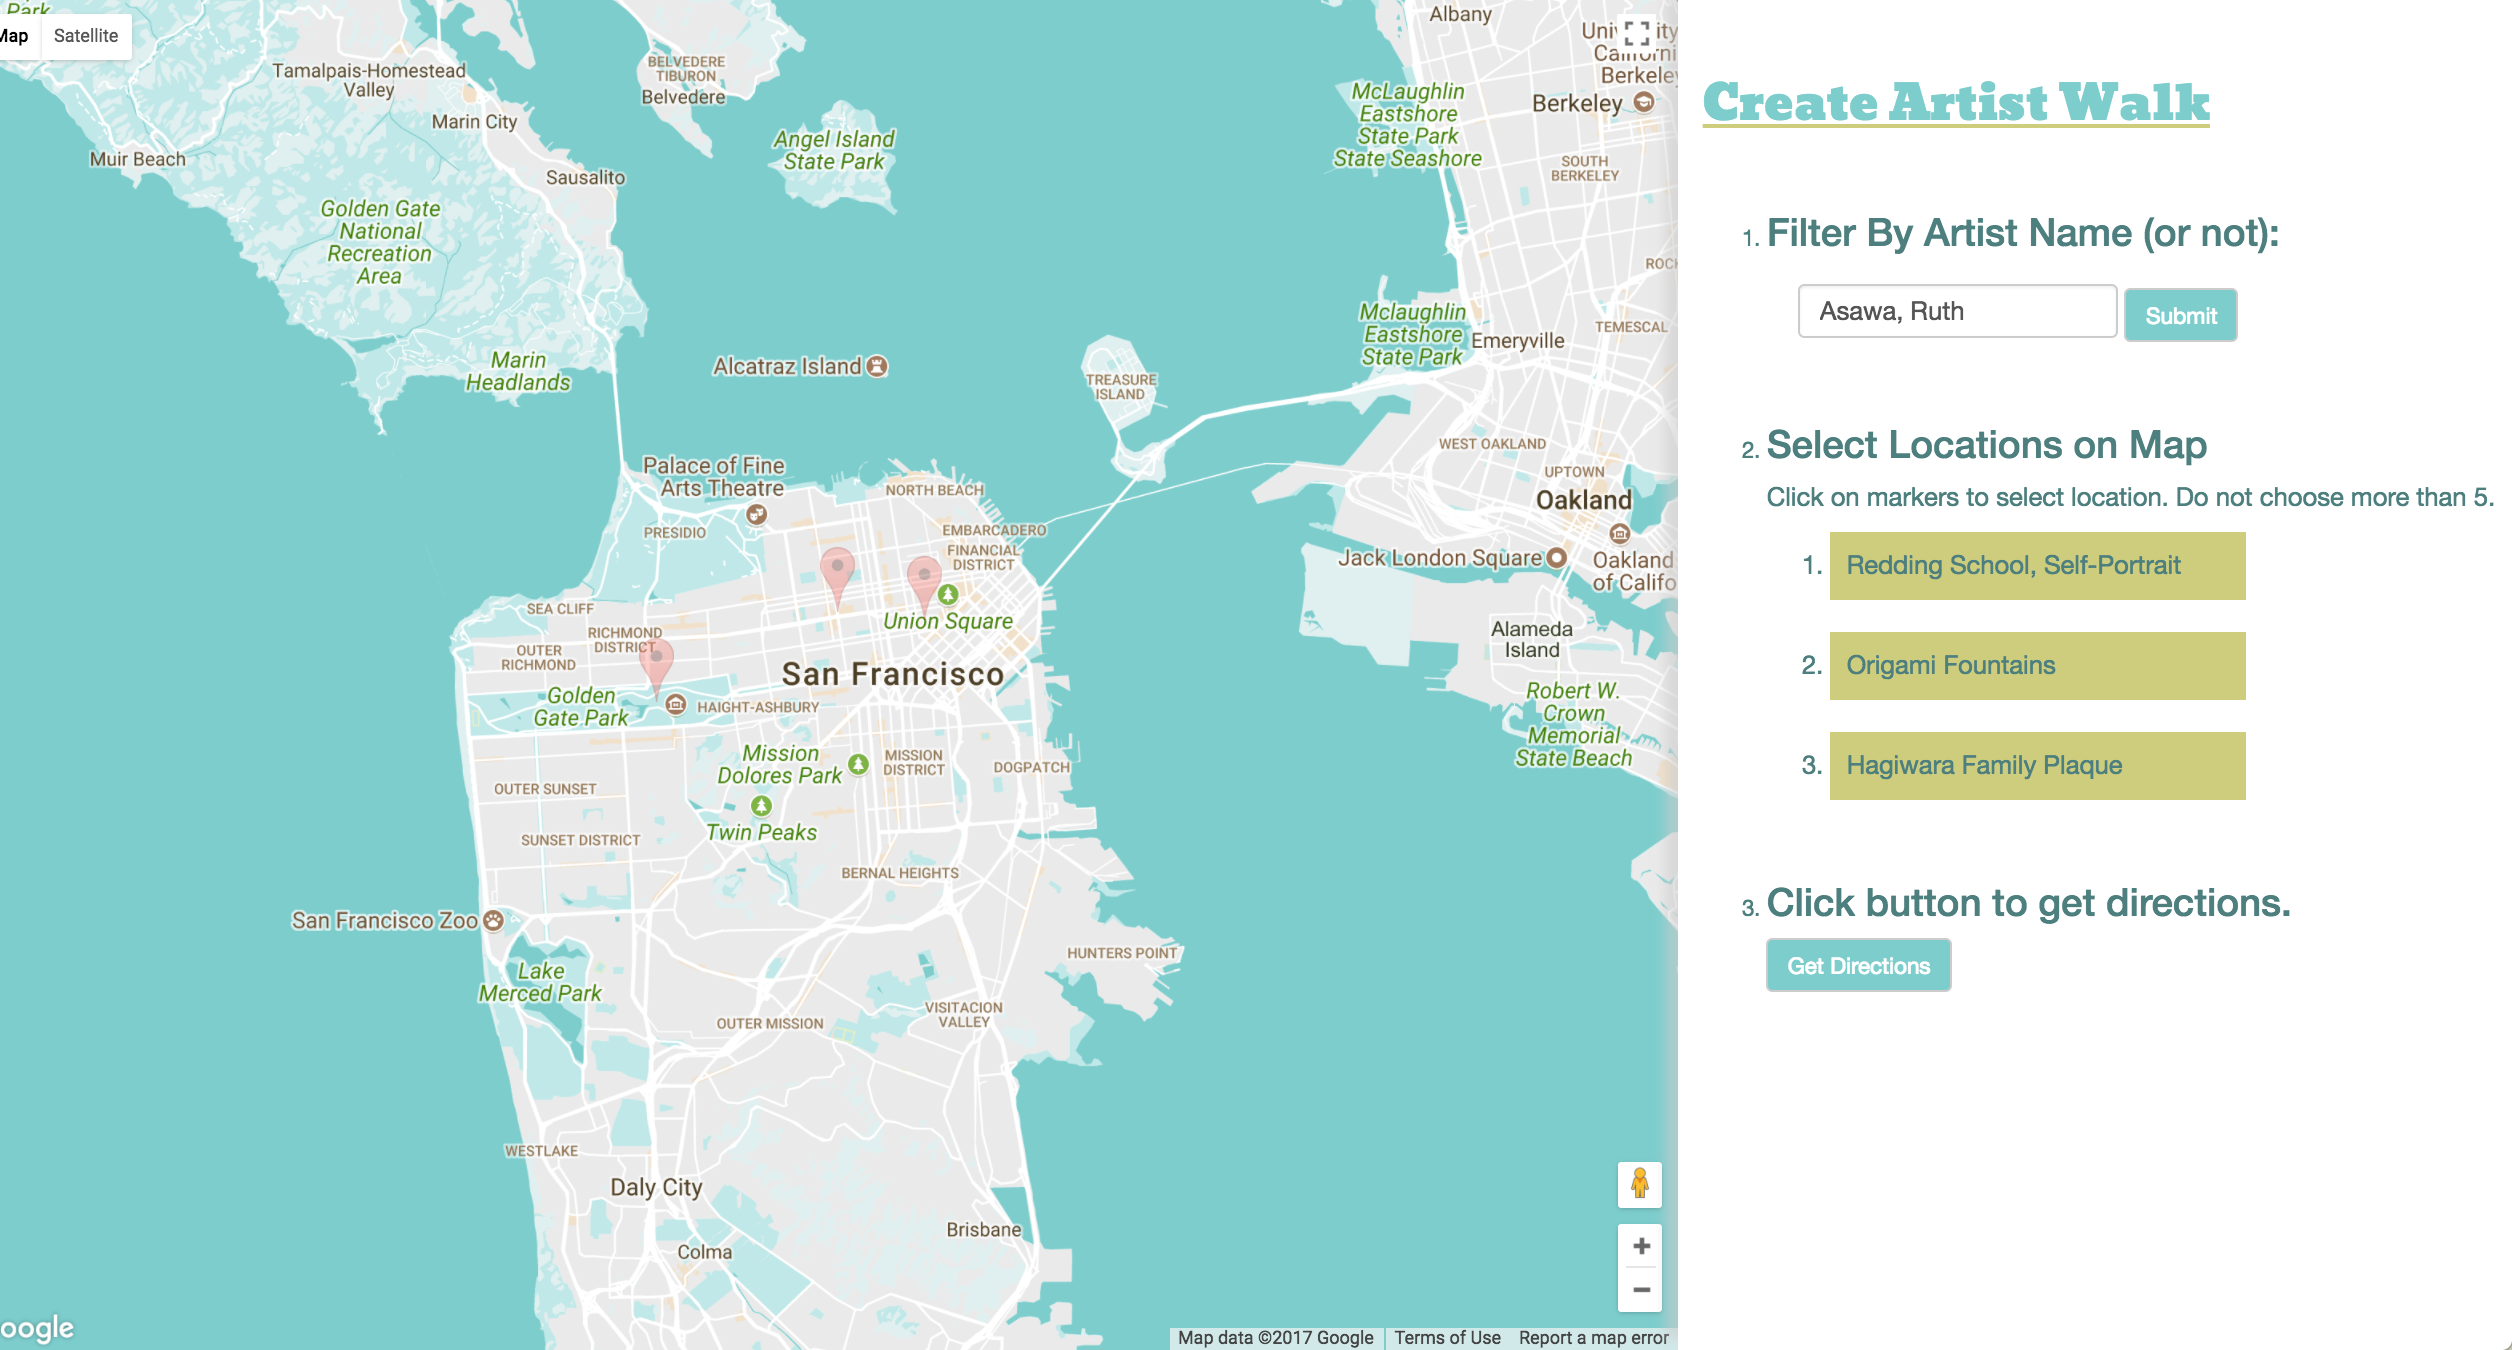 Park
Map
Satellite
Tamalpais-Homestead
Valley
Marin City
Muir Beach
Sausalito
Golden Gate
National
Recreation
Area
Marin
Headlands
BELVEDERE
TIBURON
Belvedere
Angel Island
State Park
Alcatraz Island
TREASURE
ISLAND
Albany
McLaughlin
Eastshore
State Park
State Seashore
Berkeley
SOUTH
BERKELEY
Mclaughlin
Eastshore
State Park
Emeryville
TEMESCAL
WEST OAKLAND
UPTOWN
Oakland
Jack London Square
Oakland
of Califo
Alameda
Island
Robert W.
Crown
Memorial
State Beach
Palace of Fine
Arts Theatre
PRESIDIO
NORTH BEACH
EMBARCADERO
FINANCIAL
DISTRICT
Union Square
SEA CLIFF
RICHMOND
DISTRICT
OUTER
RICHMOND
San Francisco
Golden
Gate Park
HAIGHT-ASHBURY
Mission
Dolores Park
MISSION
DISTRICT
DOGPATCH
OUTER SUNSET
Twin Peaks
SUNSET DISTRICT
BERNAL HEIGHTS
San Francisco Zoo
HUNTERS POINT
Lake
Merced Park
VISITACION
VALLEY
OUTER MISSION
WESTLAKE
Daly City
Brisbane
Colma
oogle
Map data ©2017 Google
Terms of Use
Report a map error
Create Artist Walk
1. Filter By Artist Name (or not):
Asawa, Ruth
Submit
2. Select Locations on Map
Click on markers to select location. Do not choose more than 5.
1. Redding School, Self-Portrait
2. Origami Fountains
3. Hagiwara Family Plaque
3. Click button to get directions.
Get Directions